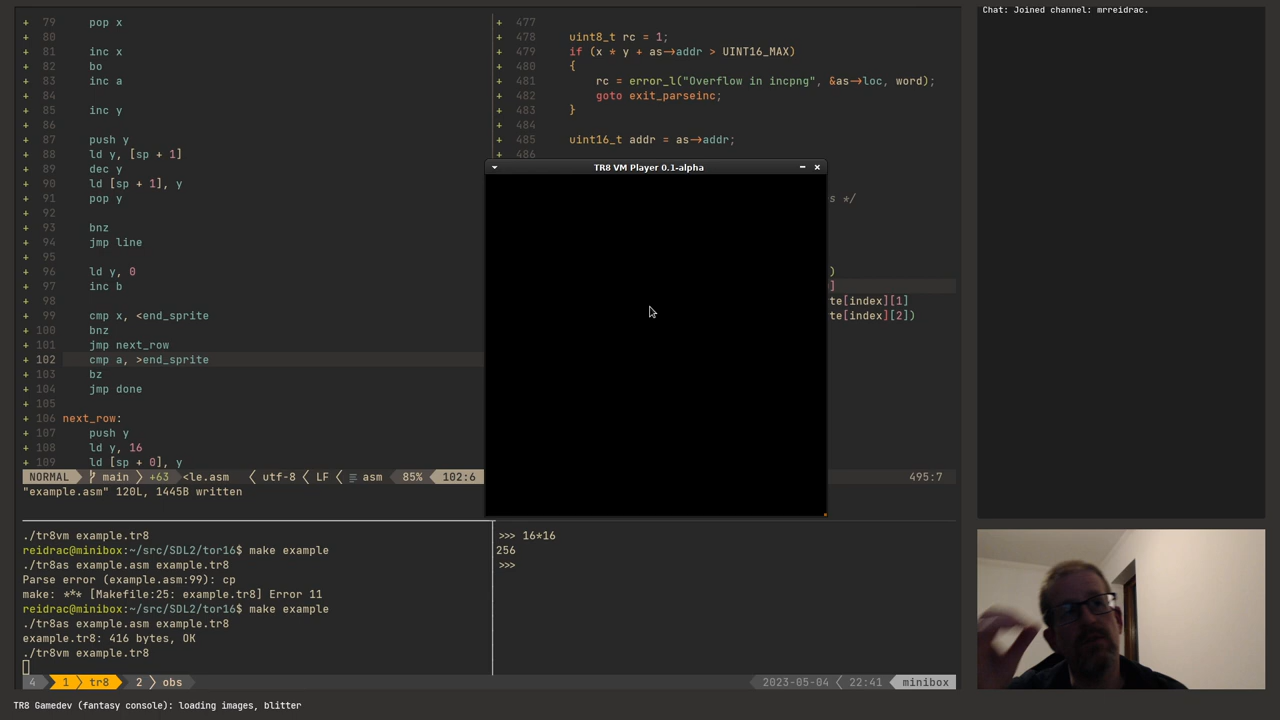 + 79 pop x
+ 80
+ 81 inc x
+ 82 bo
+ 83 inc a
+ 84
+ 85 inc y
+ 86
+ 87 push y
+ 88 ld y, [sp + 1]
+ 89 dec y
+ 90 ld [sp + 1], y
+ 91 pop y
+ 92
+ 93 bnz
+ 94 jmp line
+ 95
+ 96 ld y, 0
+ 97 inc b
+ 98
+ 99 cmp x, <end_sprite
+ 100 bnz
+ 101 jmp next_row
+ 102 cmp a, >end_sprite
+ 103 bz
+ 104 jmp done
+ 105
+ 106 next_row:
+ 107 push y
+ 108 ld y, 16
+ 109 ld [sp + 0], y
NORMAL main +63 <le.asm utf-8 LF asm 85% 102:6
"example.asm" 120L, 1445B written
+ 477
+ 478 uint8_t rc = 1;
+ 479 if (x * y + as->addr > UINT16_MAX)
+ 480 {
+ 481 rc = error_l("Overflow in incpng", &as->loc, word);
+ 482 goto exit_parseinc;
+ 483 }
+ 484
+ 485 uint16_t addr = as->addr;
+ 486
TR8 VM Player 0.1-alpha
s */
)
]
te[index][1]
te[index][2])
495:7
./tr8vm example.tr8
reidrac@minibox:~/src/SDL2/tor16$ make example
./tr8as example.asm example.tr8
Parse error (example.asm:99): cp
make: *** [Makefile:25: example.tr8] Error 11
reidrac@minibox:~/src/SDL2/tor16$ make example
./tr8as example.asm example.tr8
example.tr8: 416 bytes, OK
./tr8vm example.tr8
>>> 16*16
256
>>>
4 1 tr8 2 obs 2023-05-04 22:41 minibox
Chat: Joined channel: mrreidrac.
TR8 Gamedev (fantasy console): loading images, blitter